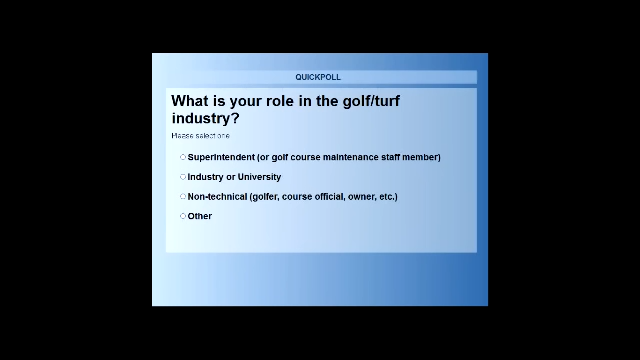 QUICKPOLL
What is your role in the golf/turf
industry?
Please select one
Superintendent (or golf course maintenance staff member)
Industry or University
Non-technical (golfer, course official, owner, etc.)
Other